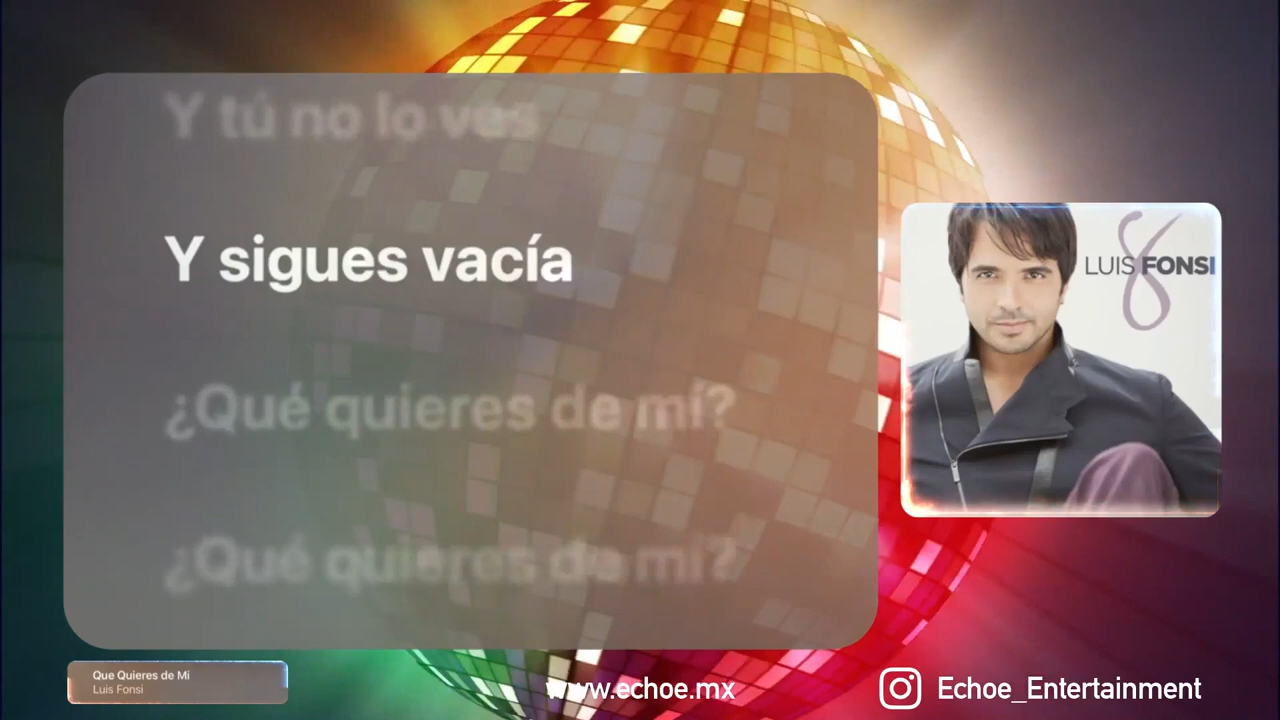 Y tú no lo ves
Y sigues vacía
¿Qué quieres de mí?
¿Qué quieres de mí?
LUIS FONSI
8
Que Quieres de Mi
Luis Fonsi
www.echoe.mx
Echoe_Entertainment